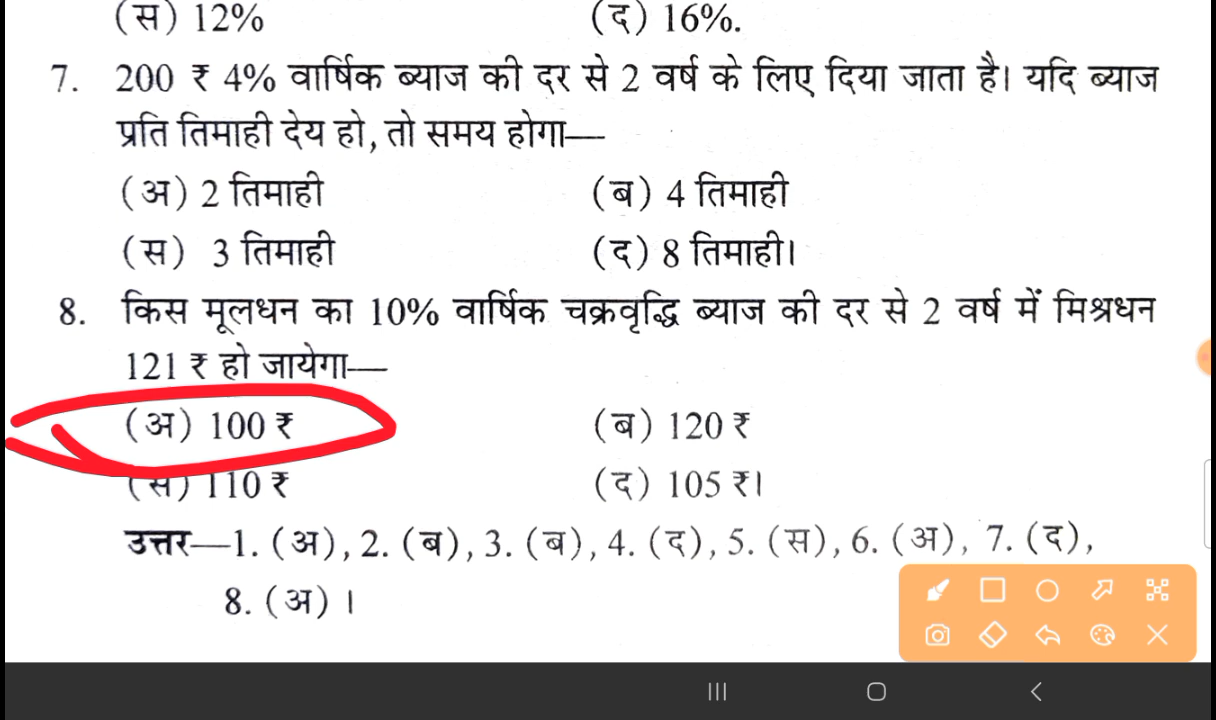 (स) 12% (द) 16%.
7. 200 ₹ 4% वार्षिक ब्याज की दर से 2 वर्ष के लिए दिया जाता है। यदि ब्याज
प्रति तिमाही देय हो, तो समय होगा—
(अ) 2 तिमाही (ब) 4 तिमाही
(स) 3 तिमाही (द) 8 तिमाही।
8. किस मूलधन का 10% वार्षिक चक्रवृद्धि ब्याज की दर से 2 वर्ष में मिश्रधन
121 ₹ हो जायेगा—
(अ) 100 ₹ (ब) 120 ₹
(स) 110 ₹ (द) 105 ₹।
उत्तर—1. (अ), 2. (ब), 3. (ब), 4. (द), 5. (स), 6. (अ), 7. (द),
8. (अ) ।